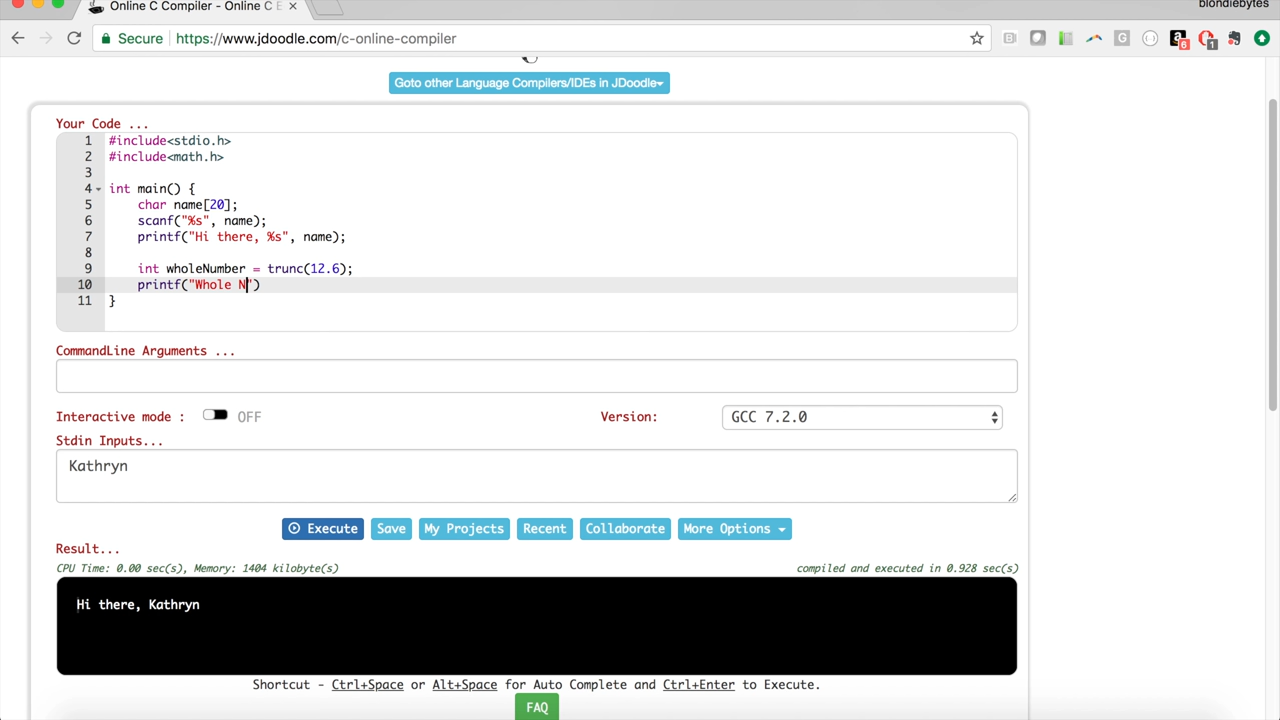 Online C Compiler - Online C E
blondiebytes
Secure https://www.jdoodle.com/c-online-compiler
6
1
Goto other Language Compilers/IDEs in JDoodle
Your Code ...
1 #include<stdio.h>
2 #include<math.h>
3
4 int main() {
5 char name[20];
6 scanf("%s", name);
7 printf("Hi there, %s", name);
8
9 int wholeNumber = trunc(12.6);
10 printf("Whole N")
11 }
CommandLine Arguments ...
Interactive mode : OFF Version: GCC 7.2.0
Stdin Inputs...
Kathryn
Execute Save My Projects Recent Collaborate More Options
Result...
CPU Time: 0.00 sec(s), Memory: 1404 kilobyte(s) compiled and executed in 0.928 sec(s)
Hi there, Kathryn
Shortcut - Ctrl+Space or Alt+Space for Auto Complete and Ctrl+Enter to Execute.
FAQ